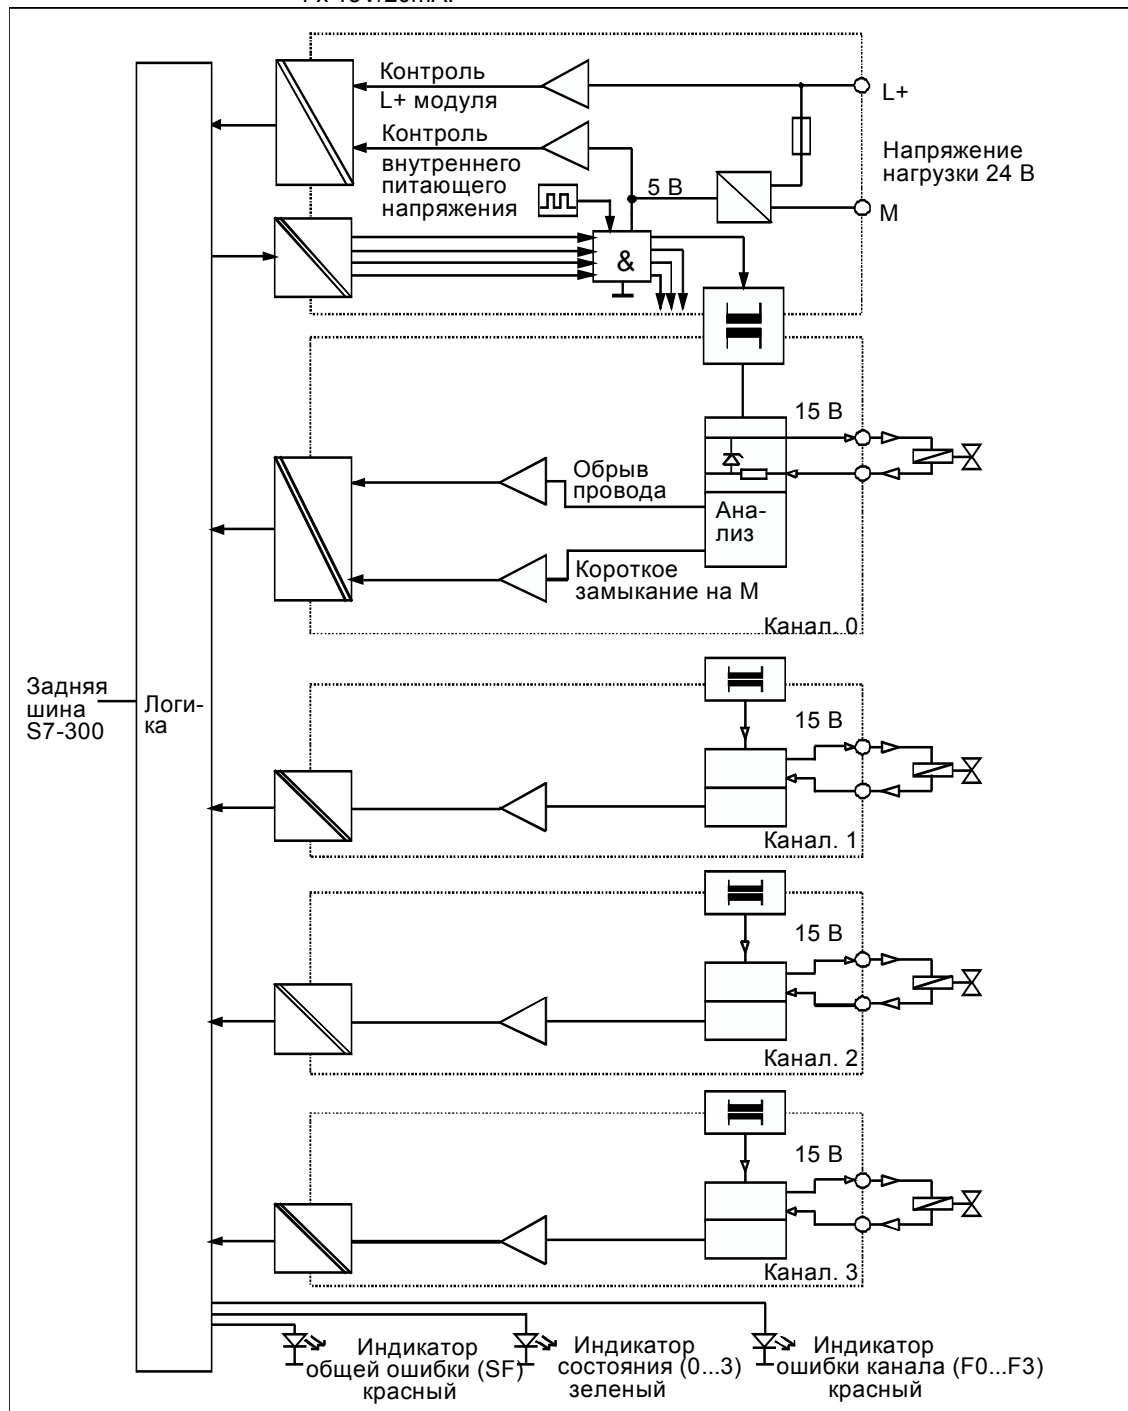 Контроль
L+ модуля
L+
Контроль
внутреннего
питающего
напряжения
5 В
Напряжение
нагрузки 24 В
M
&
15 В
Обрыв
провода
Ана-
лиз
Короткое
замыкание на M
Канал. 0
Задняя
шина
S7-300
Логи-
ка
15 В
Канал. 1
15 В
Канал. 2
15 В
Канал. 3
Индикатор
общей ошибки (SF)
красный
Индикатор
состояния (0...3)
зеленый
Индикатор
ошибки канала (F0...F3)
красный